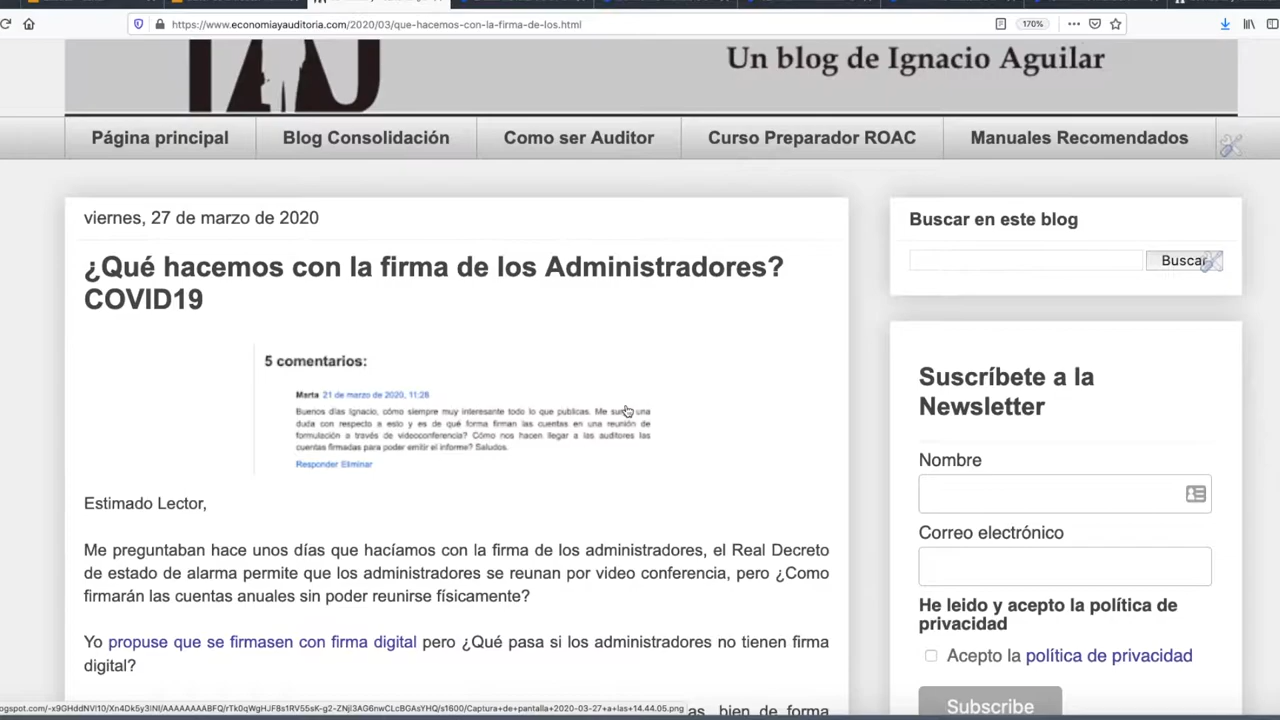 https://www.economiayauditoria.com/2020/03/que-hacemos-con-la-firma-de-los.html
170%
Un blog de Ignacio Aguilar
Página principal
Blog Consolidación
Como ser Auditor
Curso Preparador ROAC
Manuales Recomendados
viernes, 27 de marzo de 2020
¿Qué hacemos con la firma de los Administradores?
COVID19
5 comentarios:
Marta 21 de marzo de 2020, 11:28
Buenos días Ignacio, cómo siempre muy interesante todo lo que publicas. Me una
duda con respecto a esto y es de qué forma firman las cuentas en una reunión de
formulación a través de videoconferencia? Cómo nos hacen llegar a las auditores las
cuentas firmadas para poder emitir el informe? Saludos.
Responder Eliminar
Estimado Lector,
Me preguntaban hace unos días que hacíamos con la firma de los administradores, el Real Decreto
de estado de alarma permite que los administradores se reunan por video conferencia, pero ¿Como
firmarán las cuentas anuales sin poder reunirse físicamente?
Yo propuse que se firmasen con firma digital pero ¿Qué pasa si los administradores no tienen firma
digital?
bien de forma
Buscar en este blog
Buscar
Suscríbete a la
Newsletter
Nombre
Correo electrónico
He leido y acepto la política de
privacidad
Acepto la política de privacidad
Subscribe